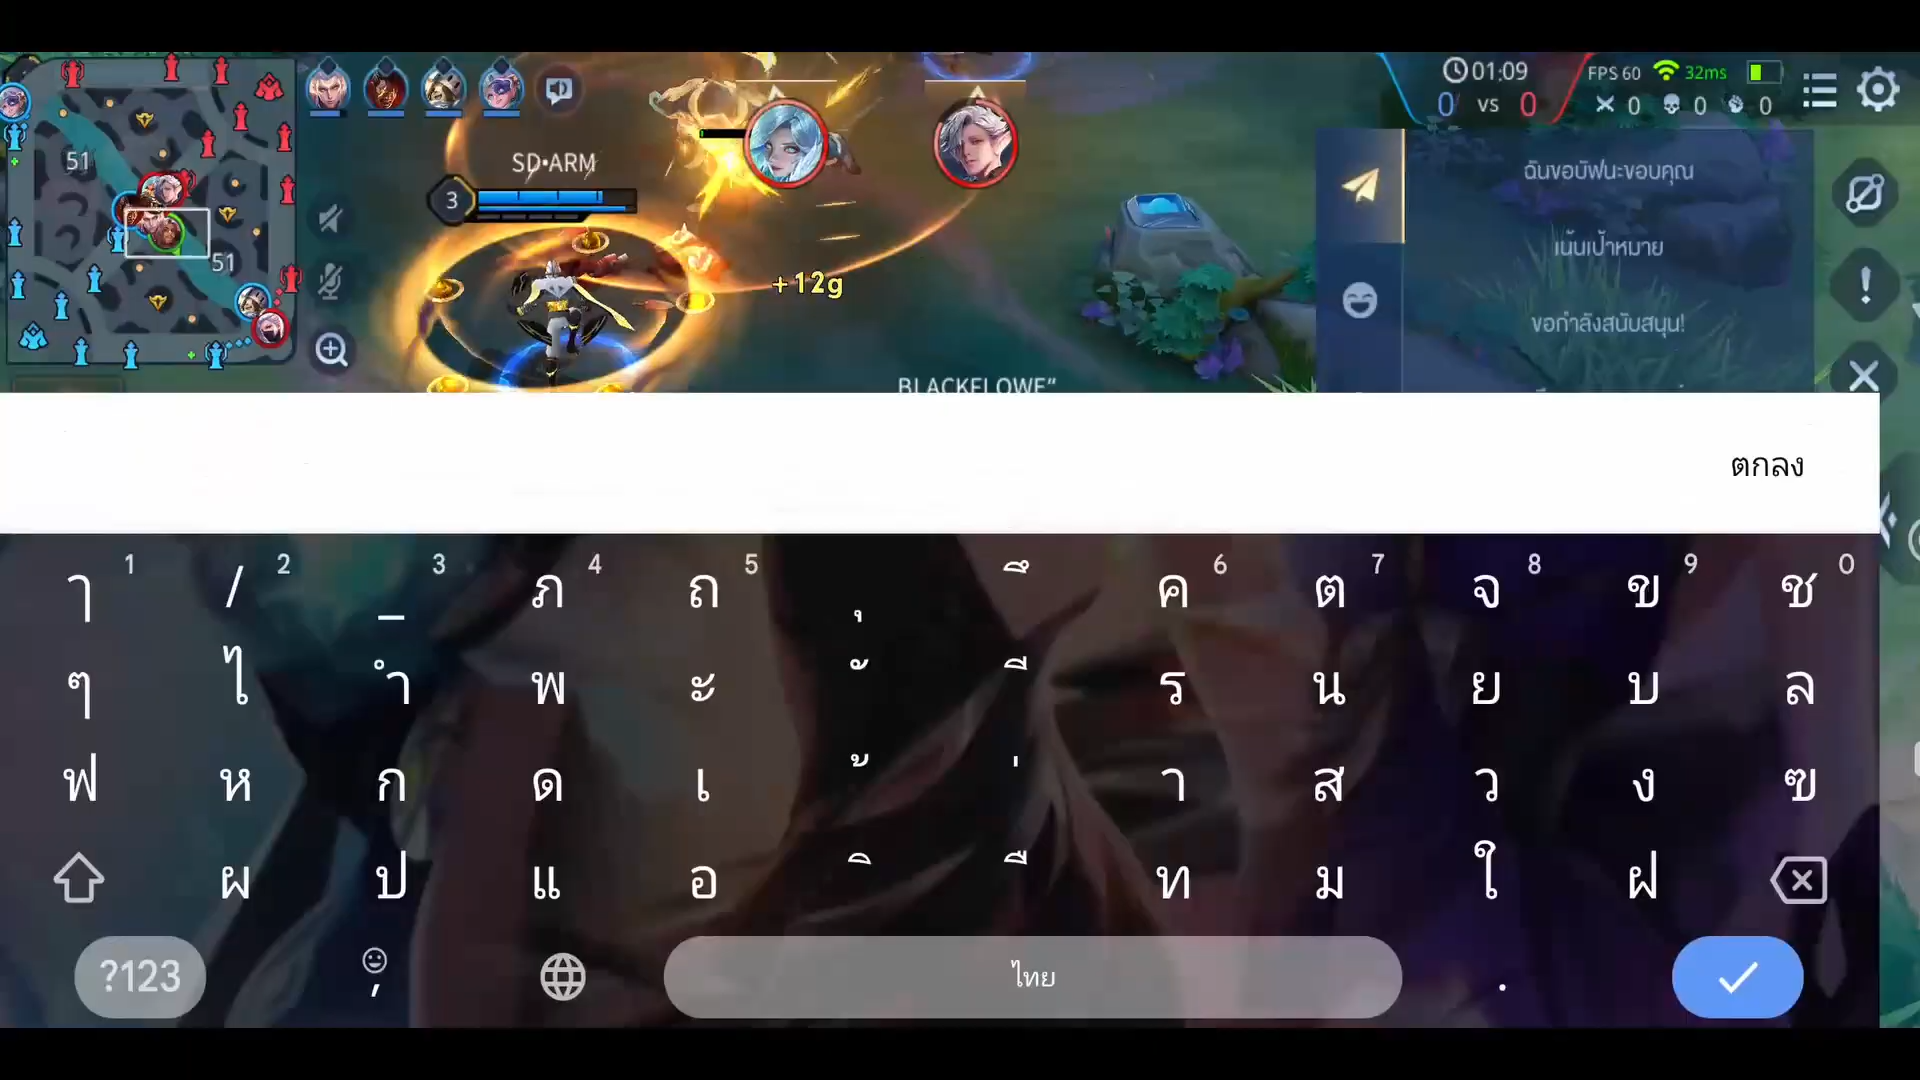 01:09
FPS 60
32ms
0 vs 0
0
0
0
51
51
SD•ARM
3
+12g
ฉันขอบัฟนะขอบคุณ
เน้นเป้าหมาย
ขอกำลังสนับสนุน!
BLACKFLOWE"
ตกลง
1 2 3 4 5 6 7 8 9 0
ๅ / _ ภ ถ ุ ึ ค ต จ ข ช
ๆ ไ ำ พ ะ ั ี ร น ย บ ล
ฟ ห ก ด เ ้ ่ า ส ว ง ฃ
ผ ป แ อ ิ ื ท ม ใ ฝ
?123 , ไทย .